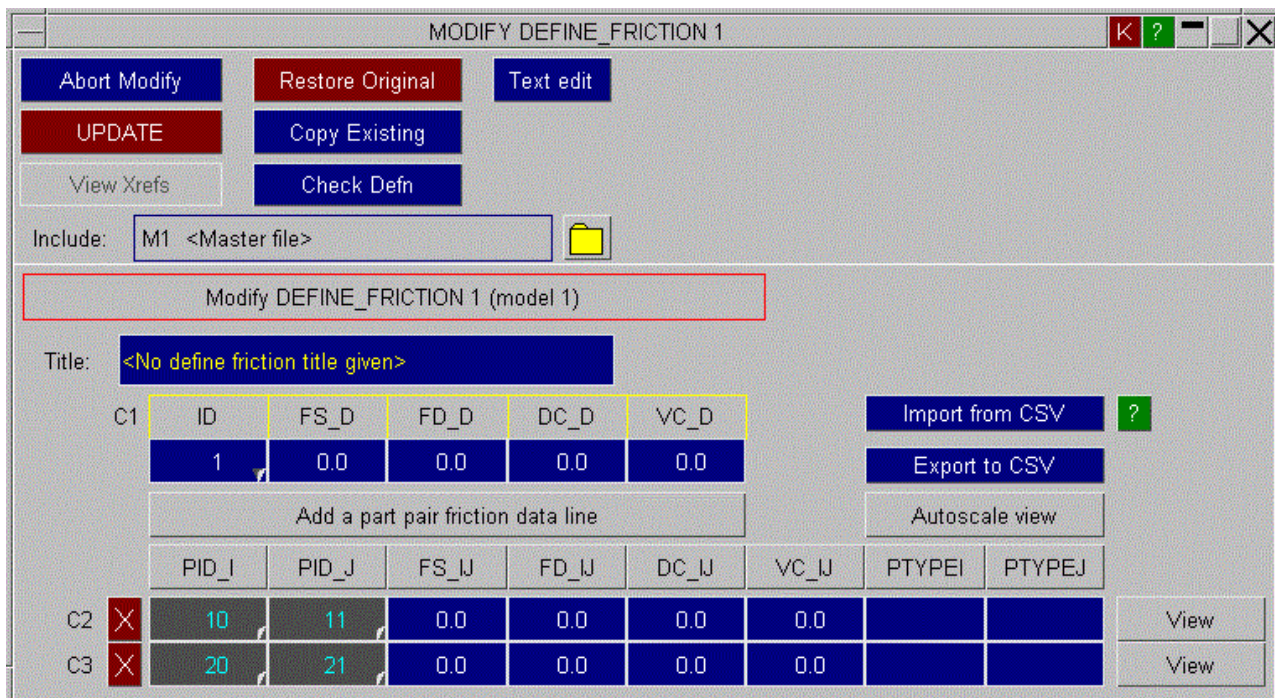 MODIFY DEFINE_FRICTION 1 K ?
Abort Modify Restore Original Text edit
UPDATE Copy Existing
View Xrefs Check Defn
Include: M1 <Master file>
Modify DEFINE_FRICTION 1 (model 1)
Title: <No define friction title given>
C1 ID FS_D FD_D DC_D VC_D Import from CSV ?
1 0.0 0.0 0.0 0.0 Export to CSV
Add a part pair friction data line Autoscale view
PID_I PID_J FS_IJ FD_IJ DC_IJ VC_IJ PTYPEI PTYPEJ
C2 X 10 11 0.0 0.0 0.0 0.0 View
C3 X 20 21 0.0 0.0 0.0 0.0 View